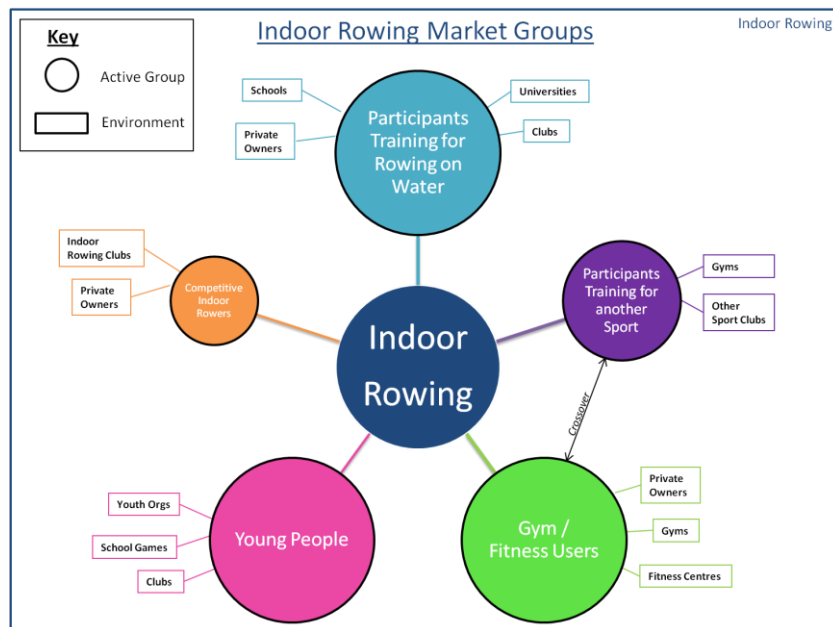 Indoor Rowing Market Groups
Indoor Rowing
Key
Active Group
Environment
Schools
Private
Owners
Participants
Training for
Rowing on
Water
Universities
Clubs
Indoor
Rowing Clubs
Private
Owners
Competitive
Indoor
Rowers
Participants
Training for
another
Sport
Gyms
Other
Sport Clubs
Indoor
Rowing
Crossover
Youth Orgs
School Games
Clubs
Young People
Gym /
Fitness Users
Private
Owners
Gyms
Fitness Centres